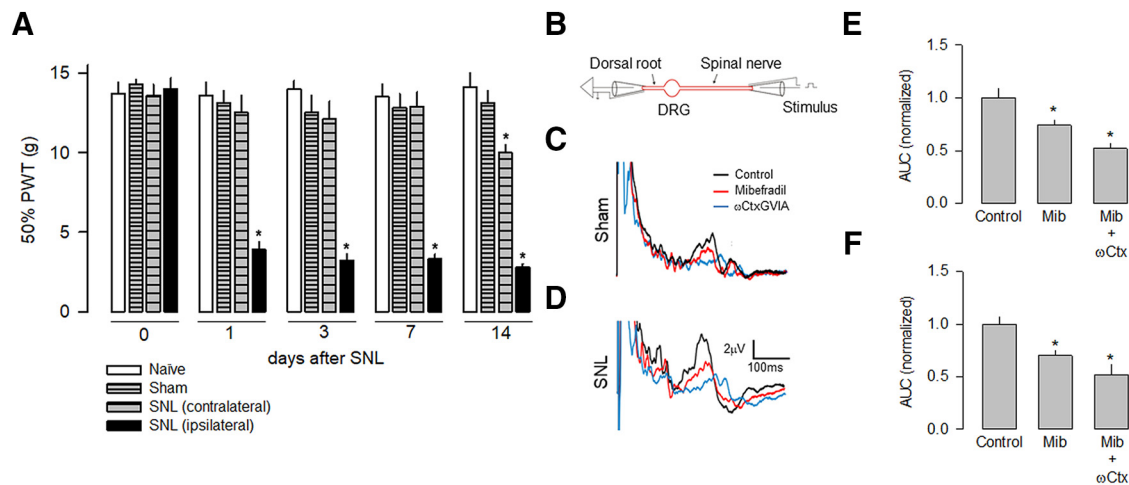 A
15
10
5
0
50% PWT (g)
*
*
*
*
*
0 1 3 7 14
days after SNL
Naïve
Sham
SNL (contralateral)
SNL (ipsilateral)
B
Dorsal root
Spinal nerve
DRG
Stimulus
C
Sham
Control
Mibefradil
ωCtxGVIA
D
SNL
2μV
100ms
E
AUC (normalized)
1.5
1.0
0.5
0.0
*
*
Control Mib Mib
+
ωCtx
F
AUC (normalized)
1.5
1.0
0.5
0.0
*
*
Control Mib Mib
+
ωCtx